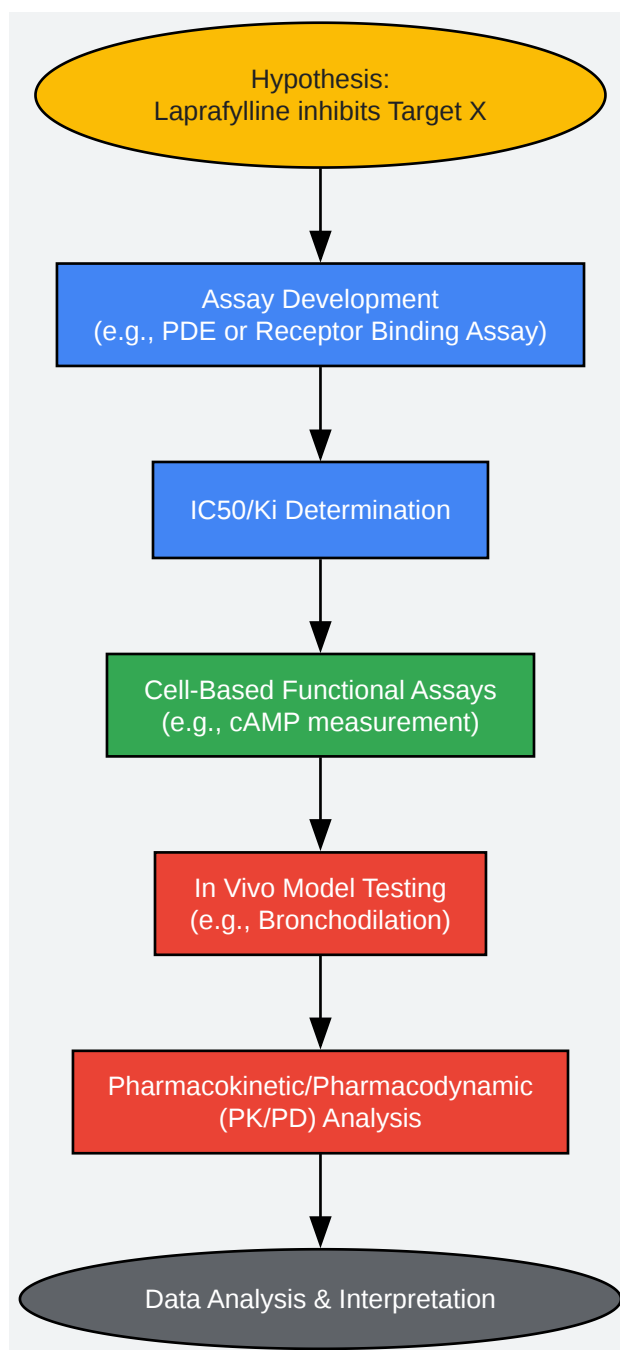 Hypothesis:
Laprafylline inhibits Target X
Assay Development
(e.g., PDE or Receptor Binding Assay)
IC50/Ki Determination
Cell-Based Functional Assays
(e.g., cAMP measurement)
In Vivo Model Testing
(e.g., Bronchodilation)
Pharmacokinetic/Pharmacodynamic
(PK/PD) Analysis
Data Analysis & Interpretation